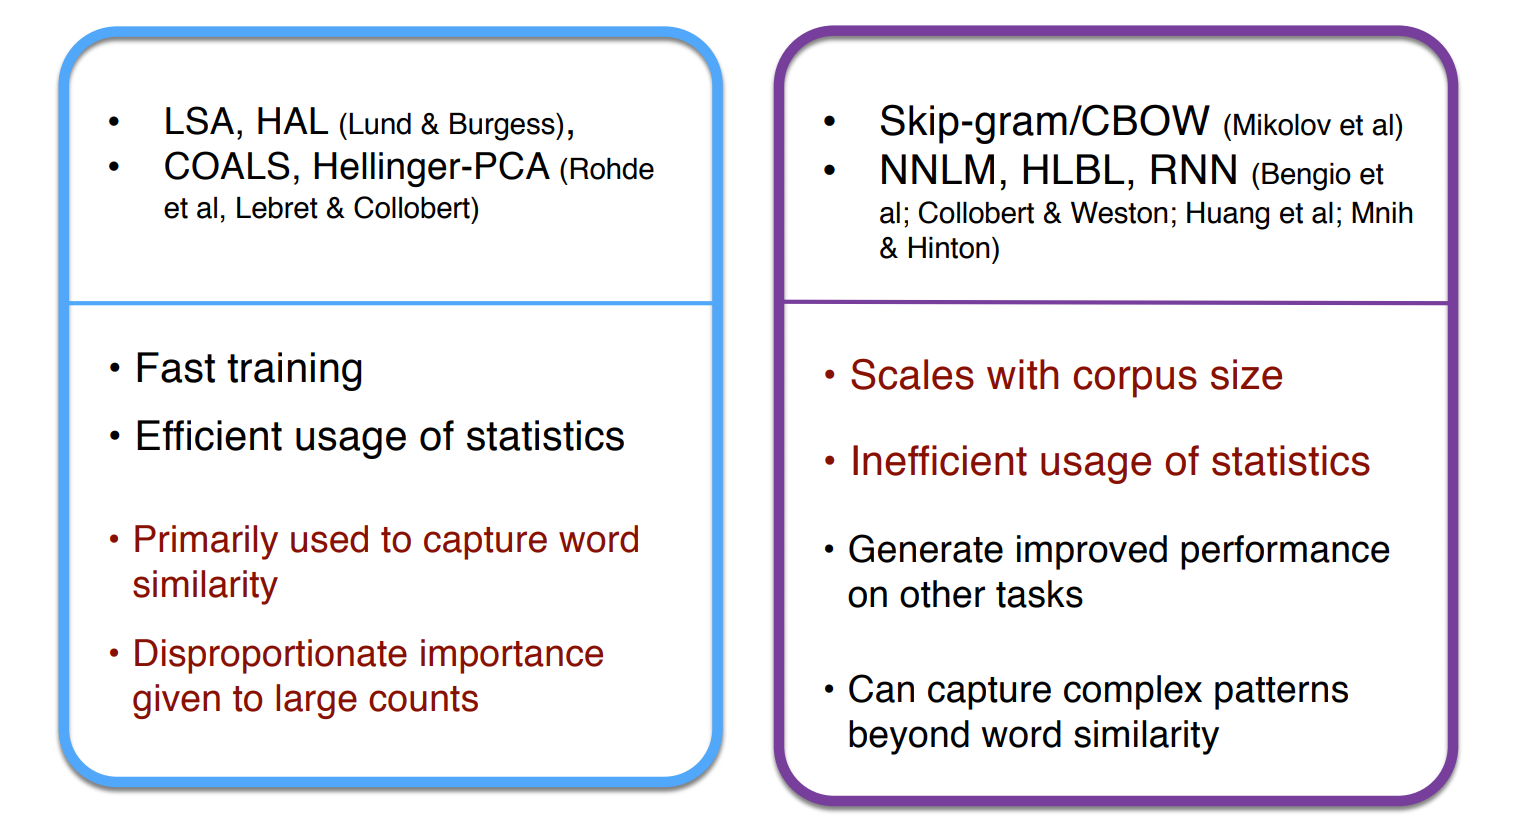 • LSA, HAL (Lund & Burgess),
• COALS, Hellinger-PCA (Rohde
et al, Lebret & Collobert)
• Fast training
• Efficient usage of statistics
• Primarily used to capture word
similarity
• Disproportionate importance
given to large counts
• Skip-gram/CBOW (Mikolov et al)
• NNLM, HLBL, RNN (Bengio et
al; Collobert & Weston; Huang et al; Mnih
& Hinton)
• Scales with corpus size
• Inefficient usage of statistics
• Generate improved performance
on other tasks
• Can capture complex patterns
beyond word similarity